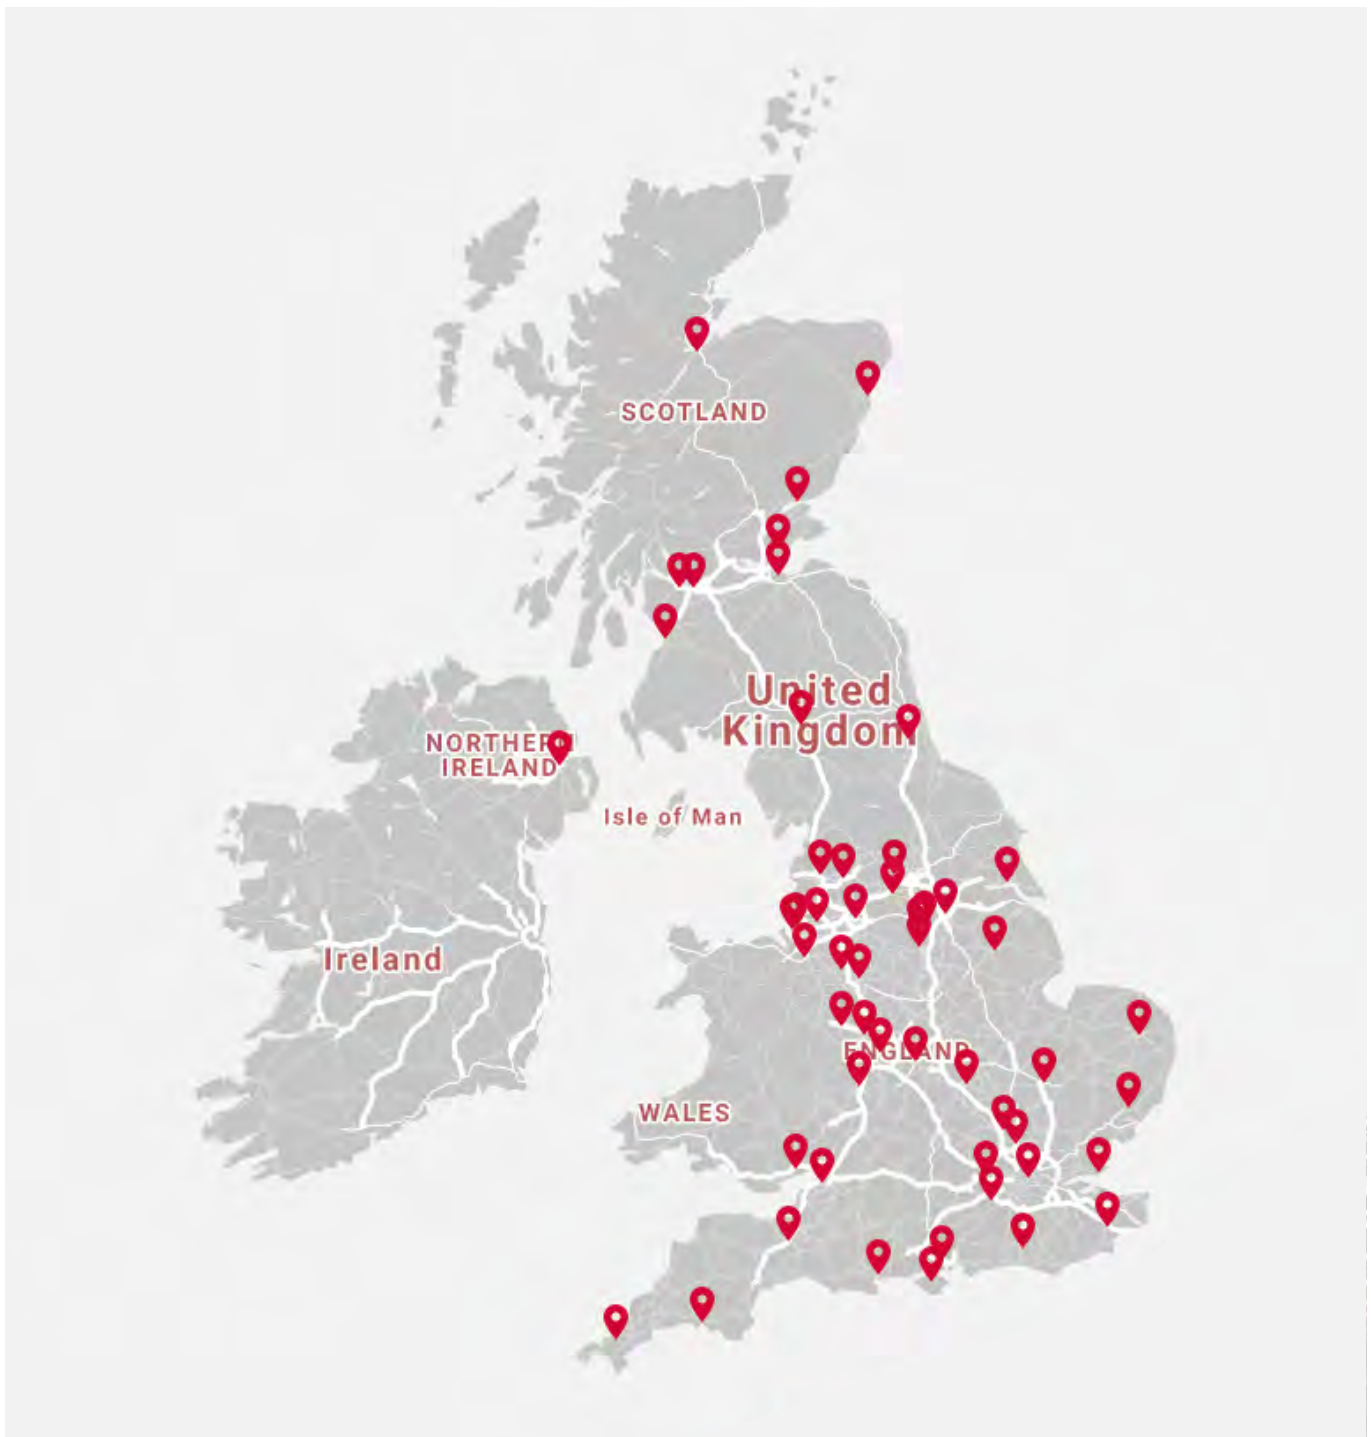 SCOTLAND
United
Kingdom
NORTHERN
IRELAND
Isle of Man
Ireland
ENGLAND
WALES